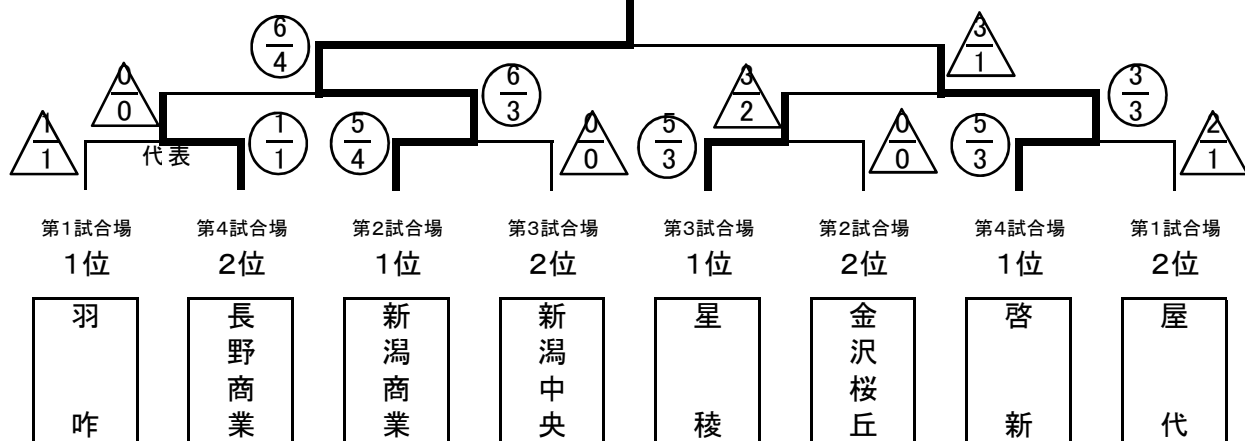 6
4
3
1
0
0
6
3
3
2
3
3
1
1
代表
1
1
5
4
0
0
5
3
0
0
5
3
2
1
第1試合場 第4試合場 第2試合場 第3試合場 第3試合場 第2試合場 第4試合場 第1試合場
1位 2位 1位 2位 1位 2位 1位 2位
羽咋
長野商業
新潟商業
新潟中央
星稜
金沢桜丘
啓新
屋代